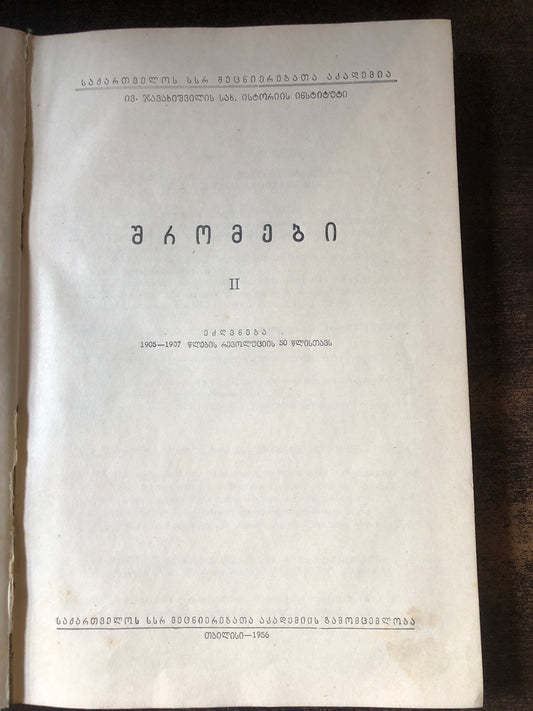 საქართველოს სსრ მეცნიერებათა აკადემია
ივ. ჯავახიშვილის სახ. ისტორიის ინსტიტუტი
შრომები
II
ეძღვნება
1905—1907 წლების რევოლუციის 50 წლისთავს
საქართველოს სსრ მეცნიერებათა აკადემიის გამომცემლობა
თბილისი—1956